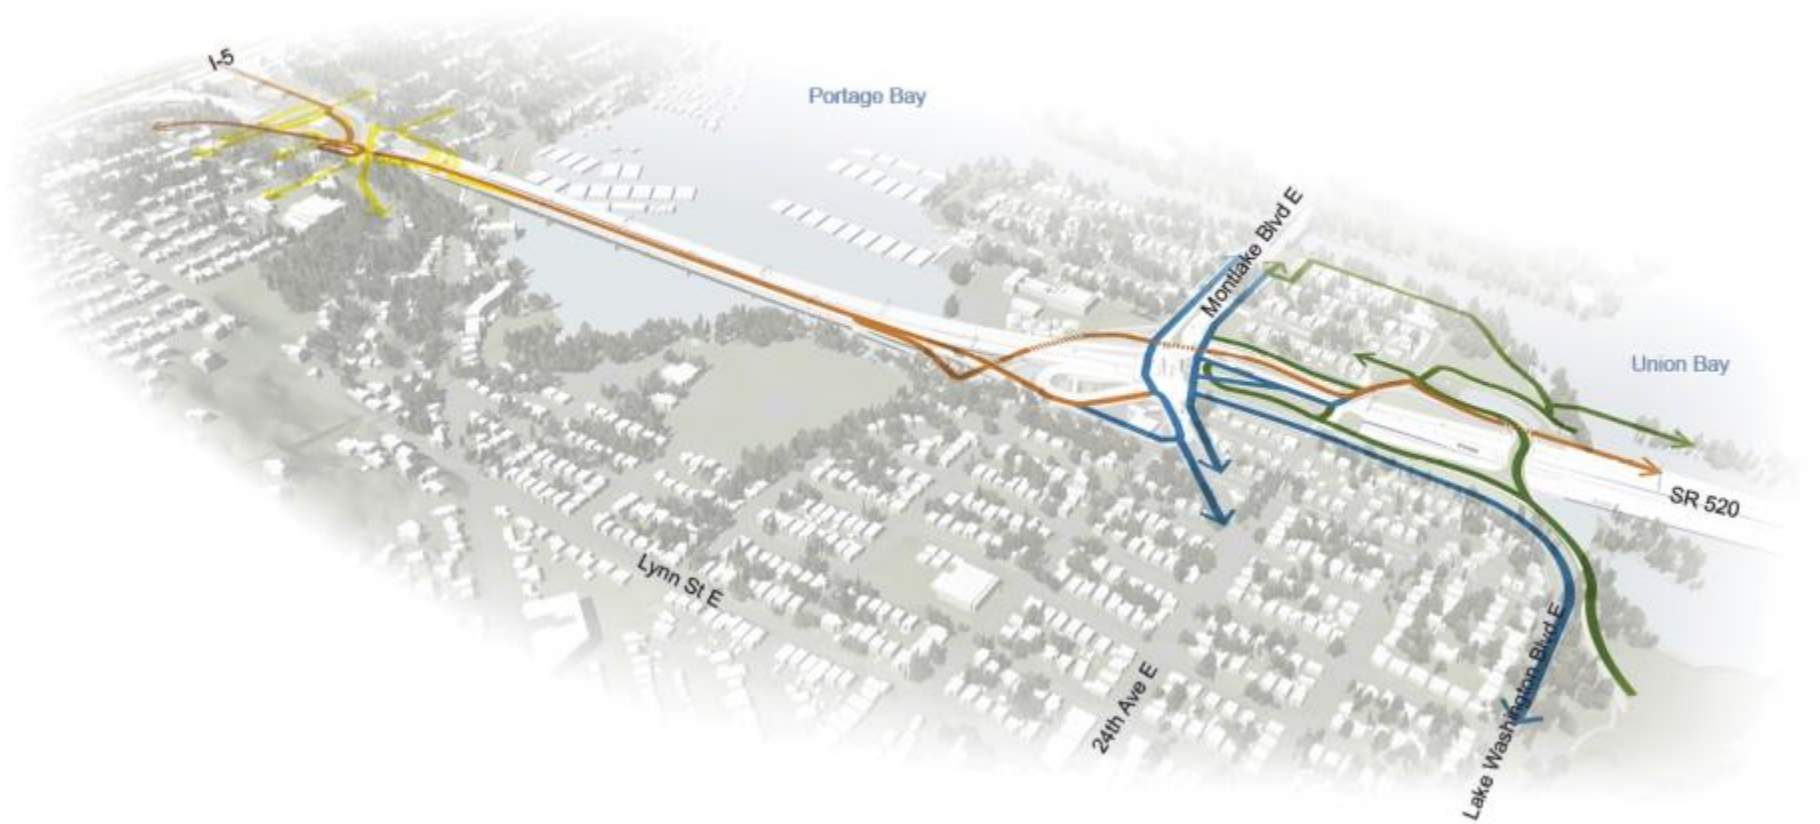 I-5
Portage Bay
Montlake Blvd E
Union Bay
SR 520
Lynn St E
24th Ave E
Lake Washington Blvd E